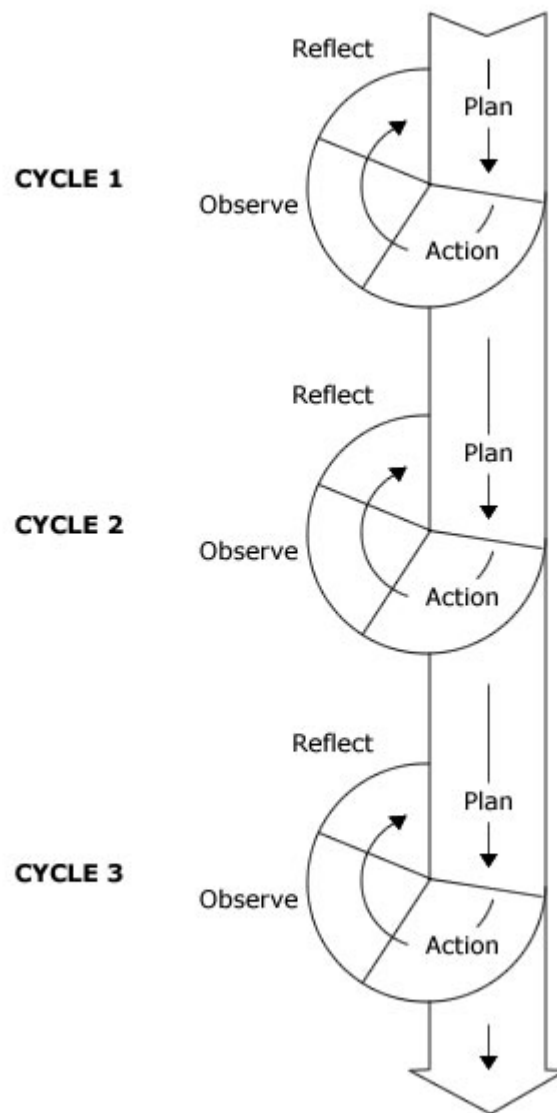 Reflect
Plan
CYCLE 1
Observe
Action
Reflect
Plan
CYCLE 2
Observe
Action
Reflect
Plan
CYCLE 3
Observe
Action